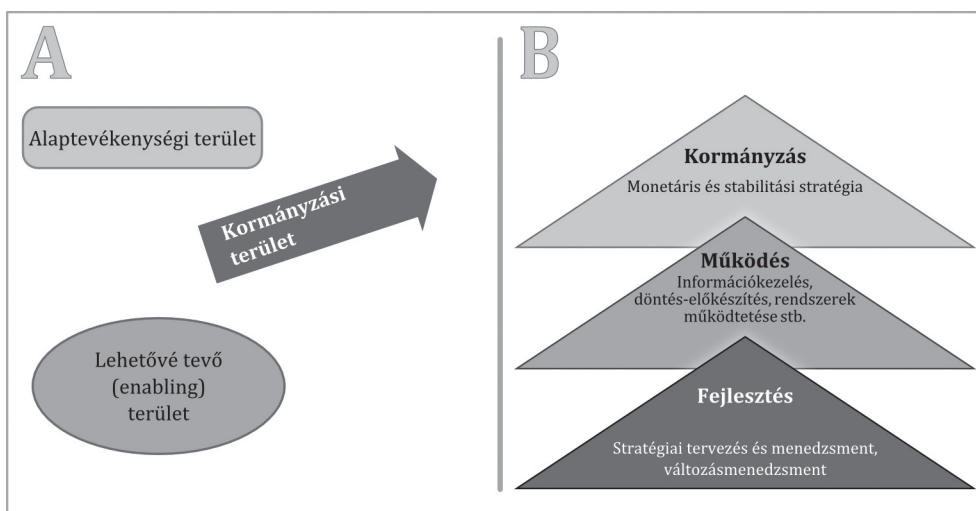 A
Alaptevékenységi terület
Kormányzási
terület
Lehetővé tevő
(enabling)
terület
B
Kormányzás
Monetáris és stabilitási stratégia
Működés
Információkezelés,
döntés-előkészítés, rendszerek
működtetése stb.
Fejlesztés
Stratégiai tervezés és menedzsment,
változásmenedzsment